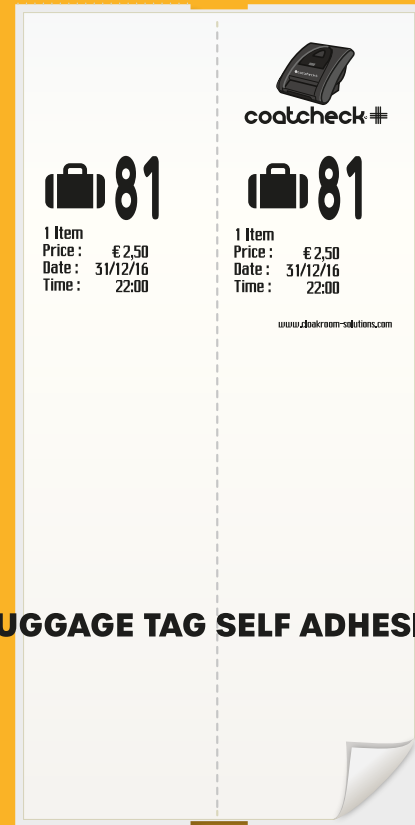 coatcheck
81
1 Item
Price : € 2,50
Date : 31/12/16
Time : 22:00
81
1 Item
Price : € 2,50
Date : 31/12/16
Time : 22:00
www.cloakroom-solutions.com
UGGAGE TAG SELF ADHES